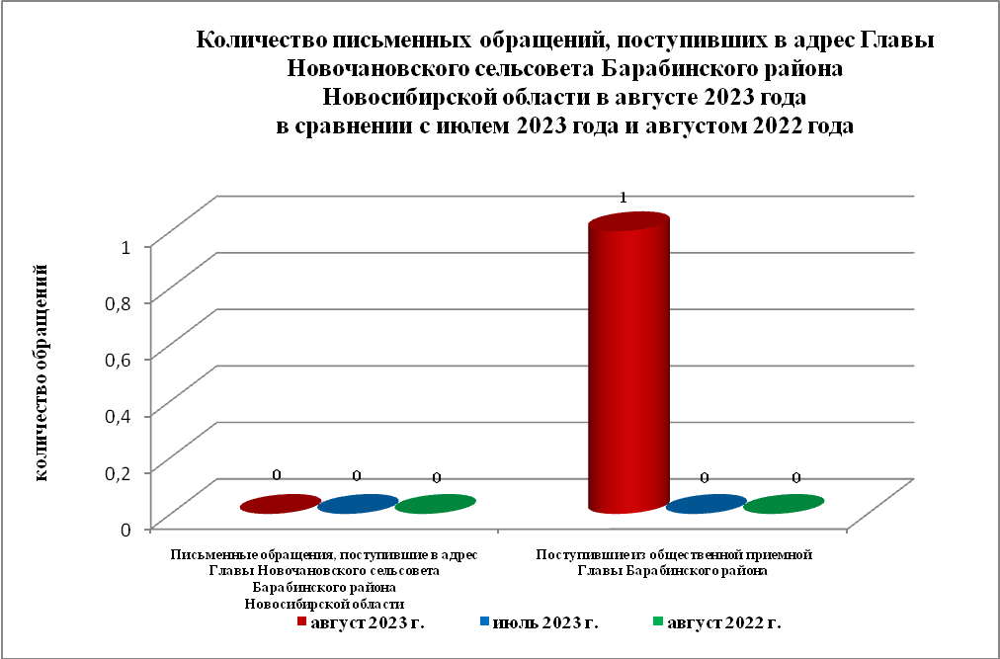 Количество письменных обращений, поступивших в адрес Главы
Новочановского сельсовета Барабинского района
Новосибирской области в августе 2023 года
в сравнении с июлем 2023 года и августом 2022 года
количество обращений
1
0,8
0,6
0,4
0,2
0
0 0 0
1
0 0
Письменные обращения, поступившие в адрес
Главы Новочановского сельсовета
Барабинского района
Новосибирской области
Поступившие из общественной приемной
Главы Барабинского района
август 2023 г. июль 2023 г. август 2022 г.